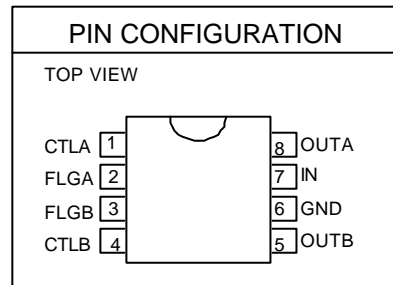 PIN CONFIGURATION
TOP VIEW
CTLA 1 8 OUTA
FLGA 2 7 IN
FLGB 3 6 GND
CTLB 4 5 OUTB